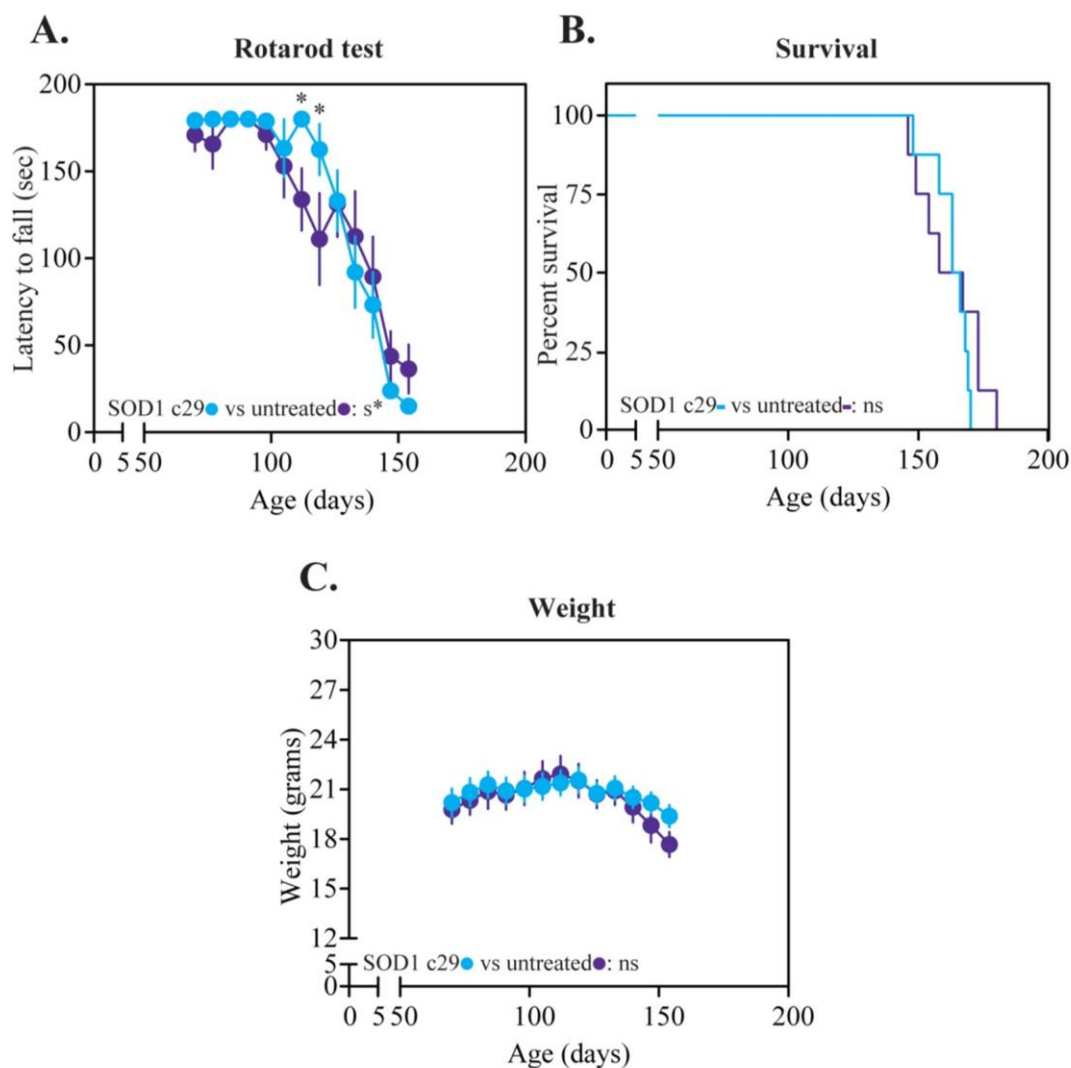 A.
Rotarod test
200
150
100
50
0
Latency to fall (sec)
* *
SOD1 c29 vs untreated : s*
0 5 50 100 150 200
Age (days)
B.
Survival
100
75
50
25
0
Percent survival
SOD1 c29- vs untreated-: ns
0 5 50 100 150 200
Age (days)
C.
Weight
30
27
24
21
18
15
12
5
0
Weight (grams)
SOD1 c29 vs untreated : ns
0 5 50 100 150 200
Age (days)